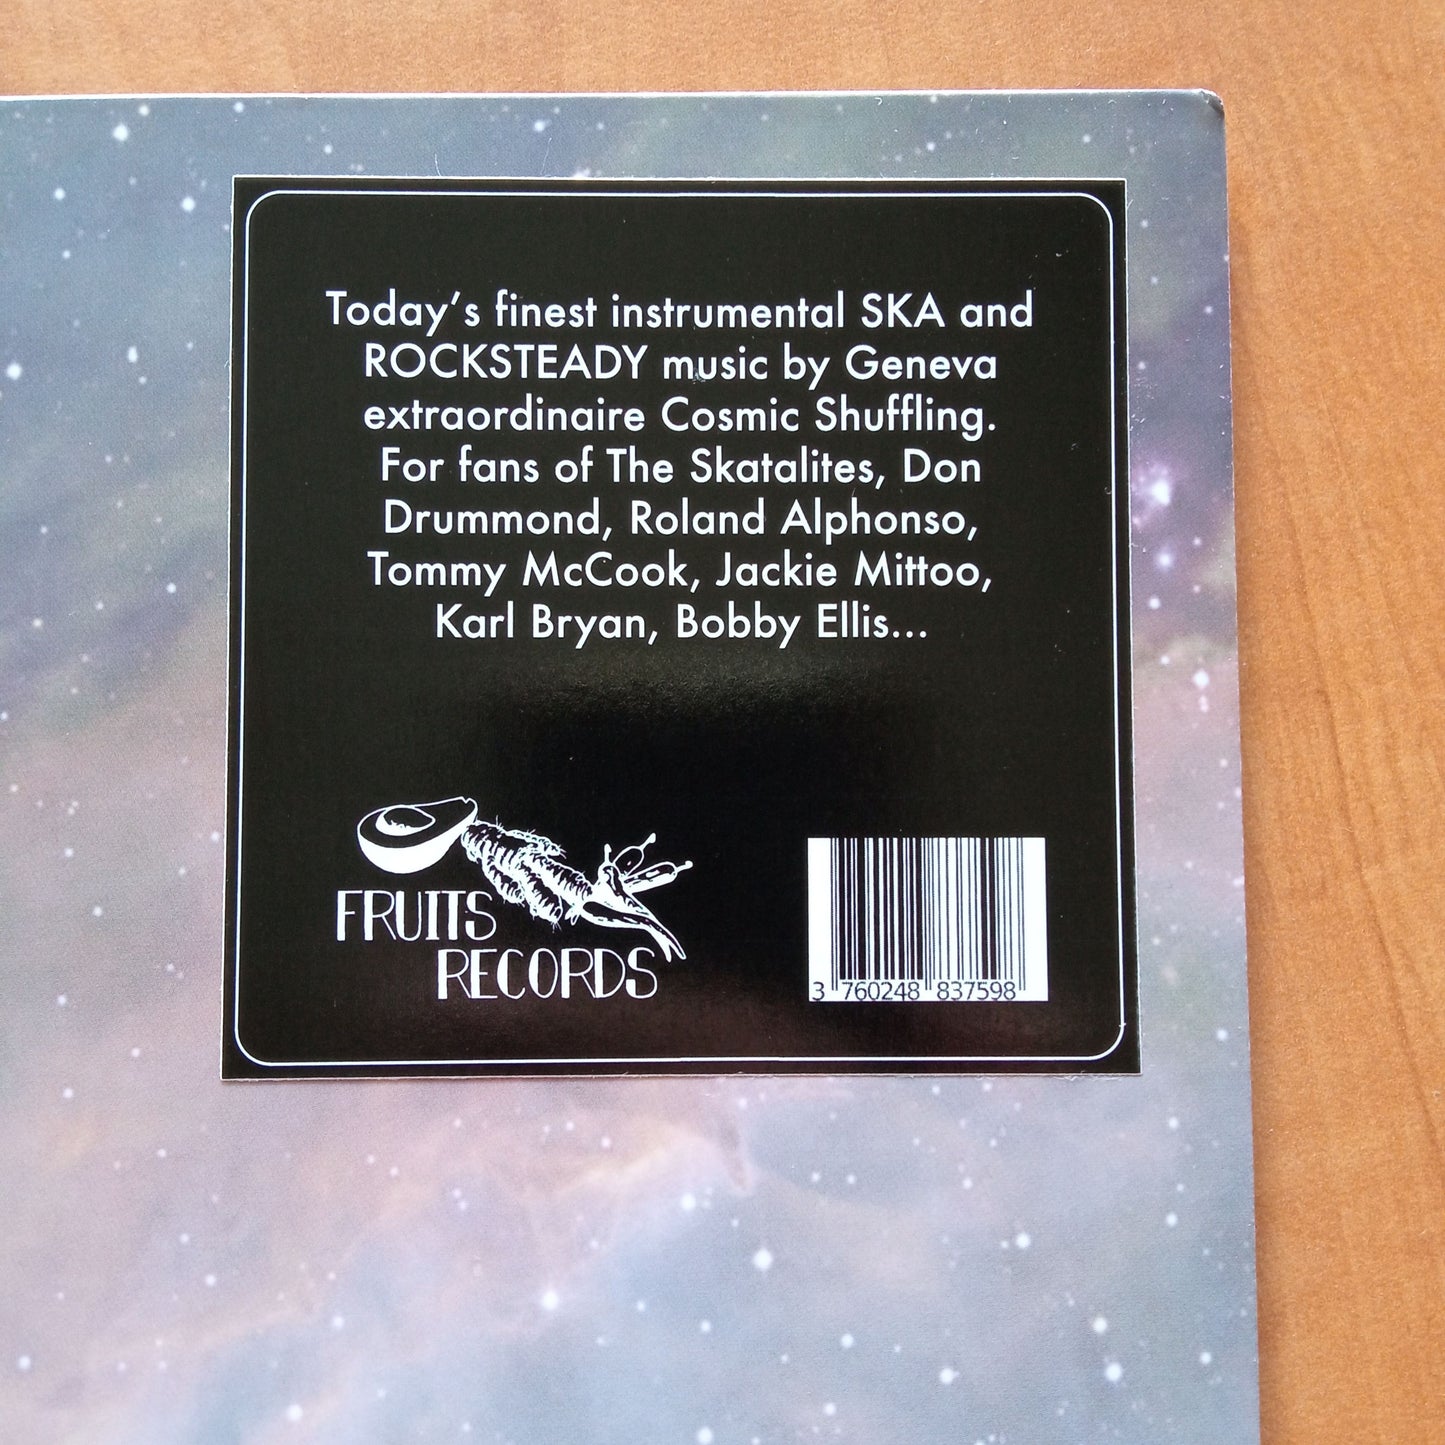 Today's finest instrumental SKA and
ROCKSTEADY music by Geneva
extraordinaire Cosmic Shuffling.
For fans of The Skatalites, Don
Drummond, Roland Alphonso,
Tommy McCook, Jackie Mittoo,
Karl Bryan, Bobby Ellis...
FRUITS
RECORDS
3 760248 837598